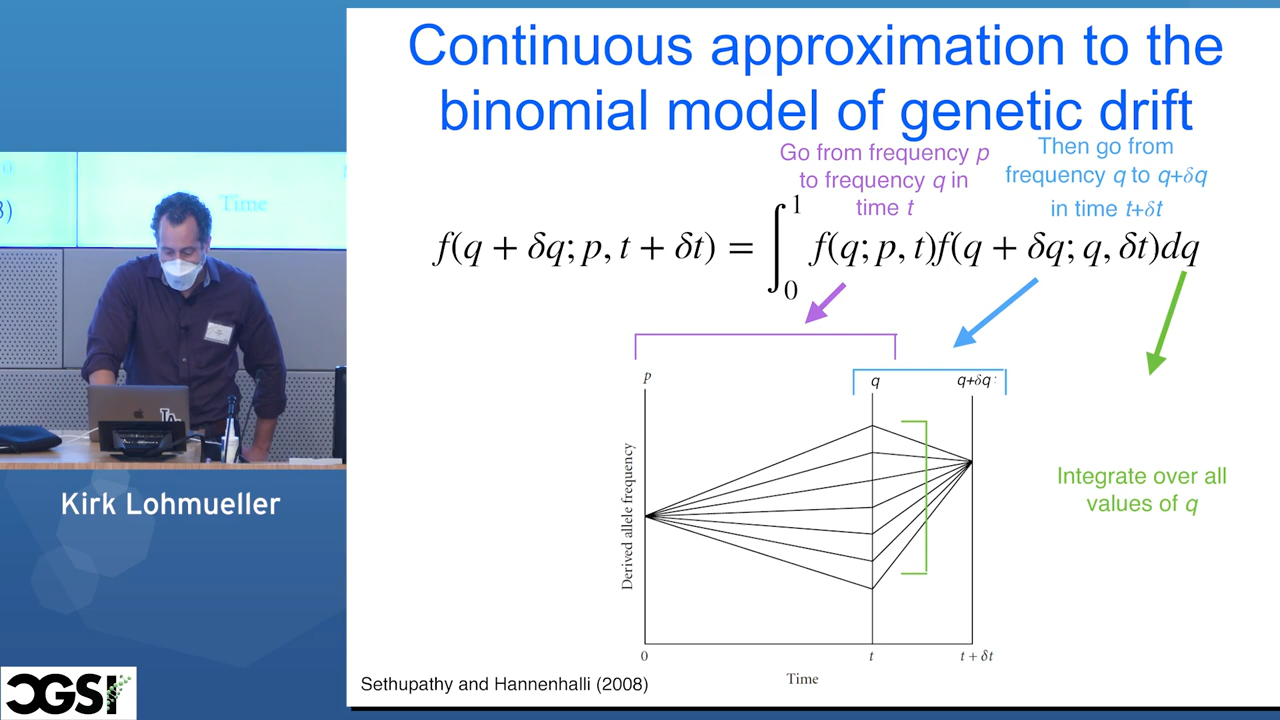 Continuous approximation to the
binomial model of genetic drift
Go from frequency p
to frequency q in
time t
Then go from
frequency q to q+δq
in time t+δt
f(q + δq; p, t + δt) = ∫₀¹ f(q; p, t)f(q + δq; q, δt)dq
p
q
q+δq
Derived allele frequency
Integrate over all
values of q
0
t
t + δt
Time
Sethupathy and Hannenhalli (2008)
Time
3)
LA
Kirk Lohmueller
CGSI